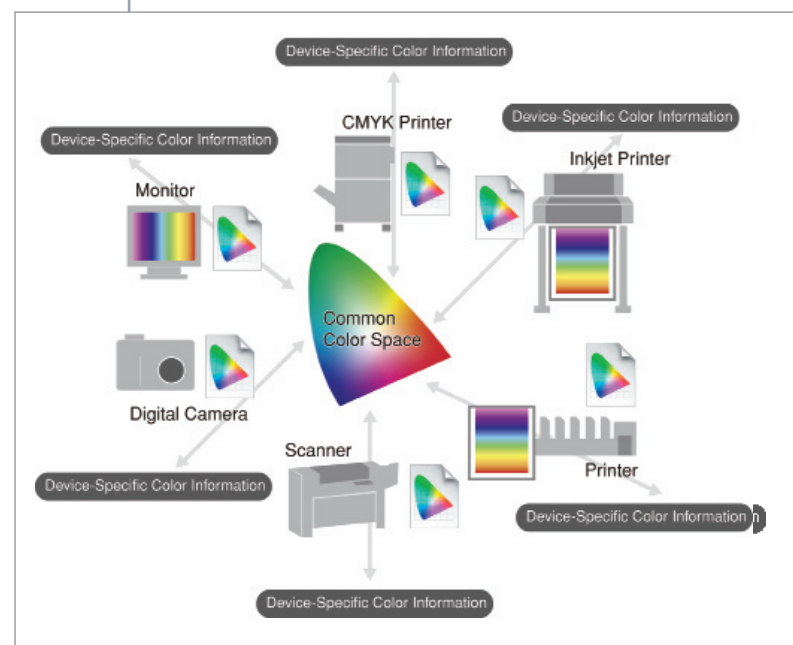 Device-Specific Color Information
CMYK Printer
Device-Specific Color Information
Inkjet Printer
Device-Specific Color Information
Monitor
Common
Color Space
Digital Camera
Scanner
Printer
Device-Specific Color Information
Device-Specific Color Information n
Device-Specific Color Information